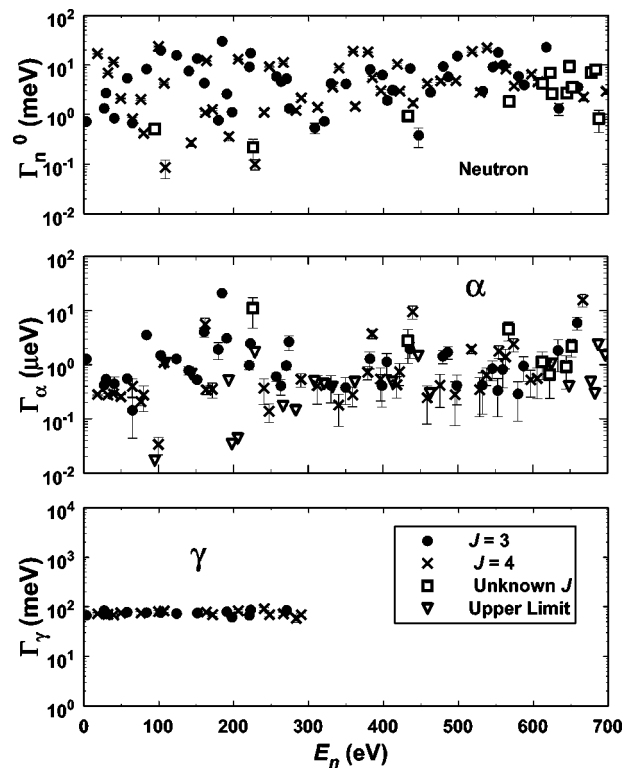 10²
10¹
10⁰
10⁻¹
10⁻²
Γₙ⁰ (meV)
Neutron
10²
10¹
10⁰
10⁻¹
10⁻²
Γα (μeV)
α
10⁴
10³
10²
10¹
10⁰
Γγ (meV)
γ
J = 3
J = 4
Unknown J
Upper Limit
0 100 200 300 400 500 600 700
Eₙ (eV)